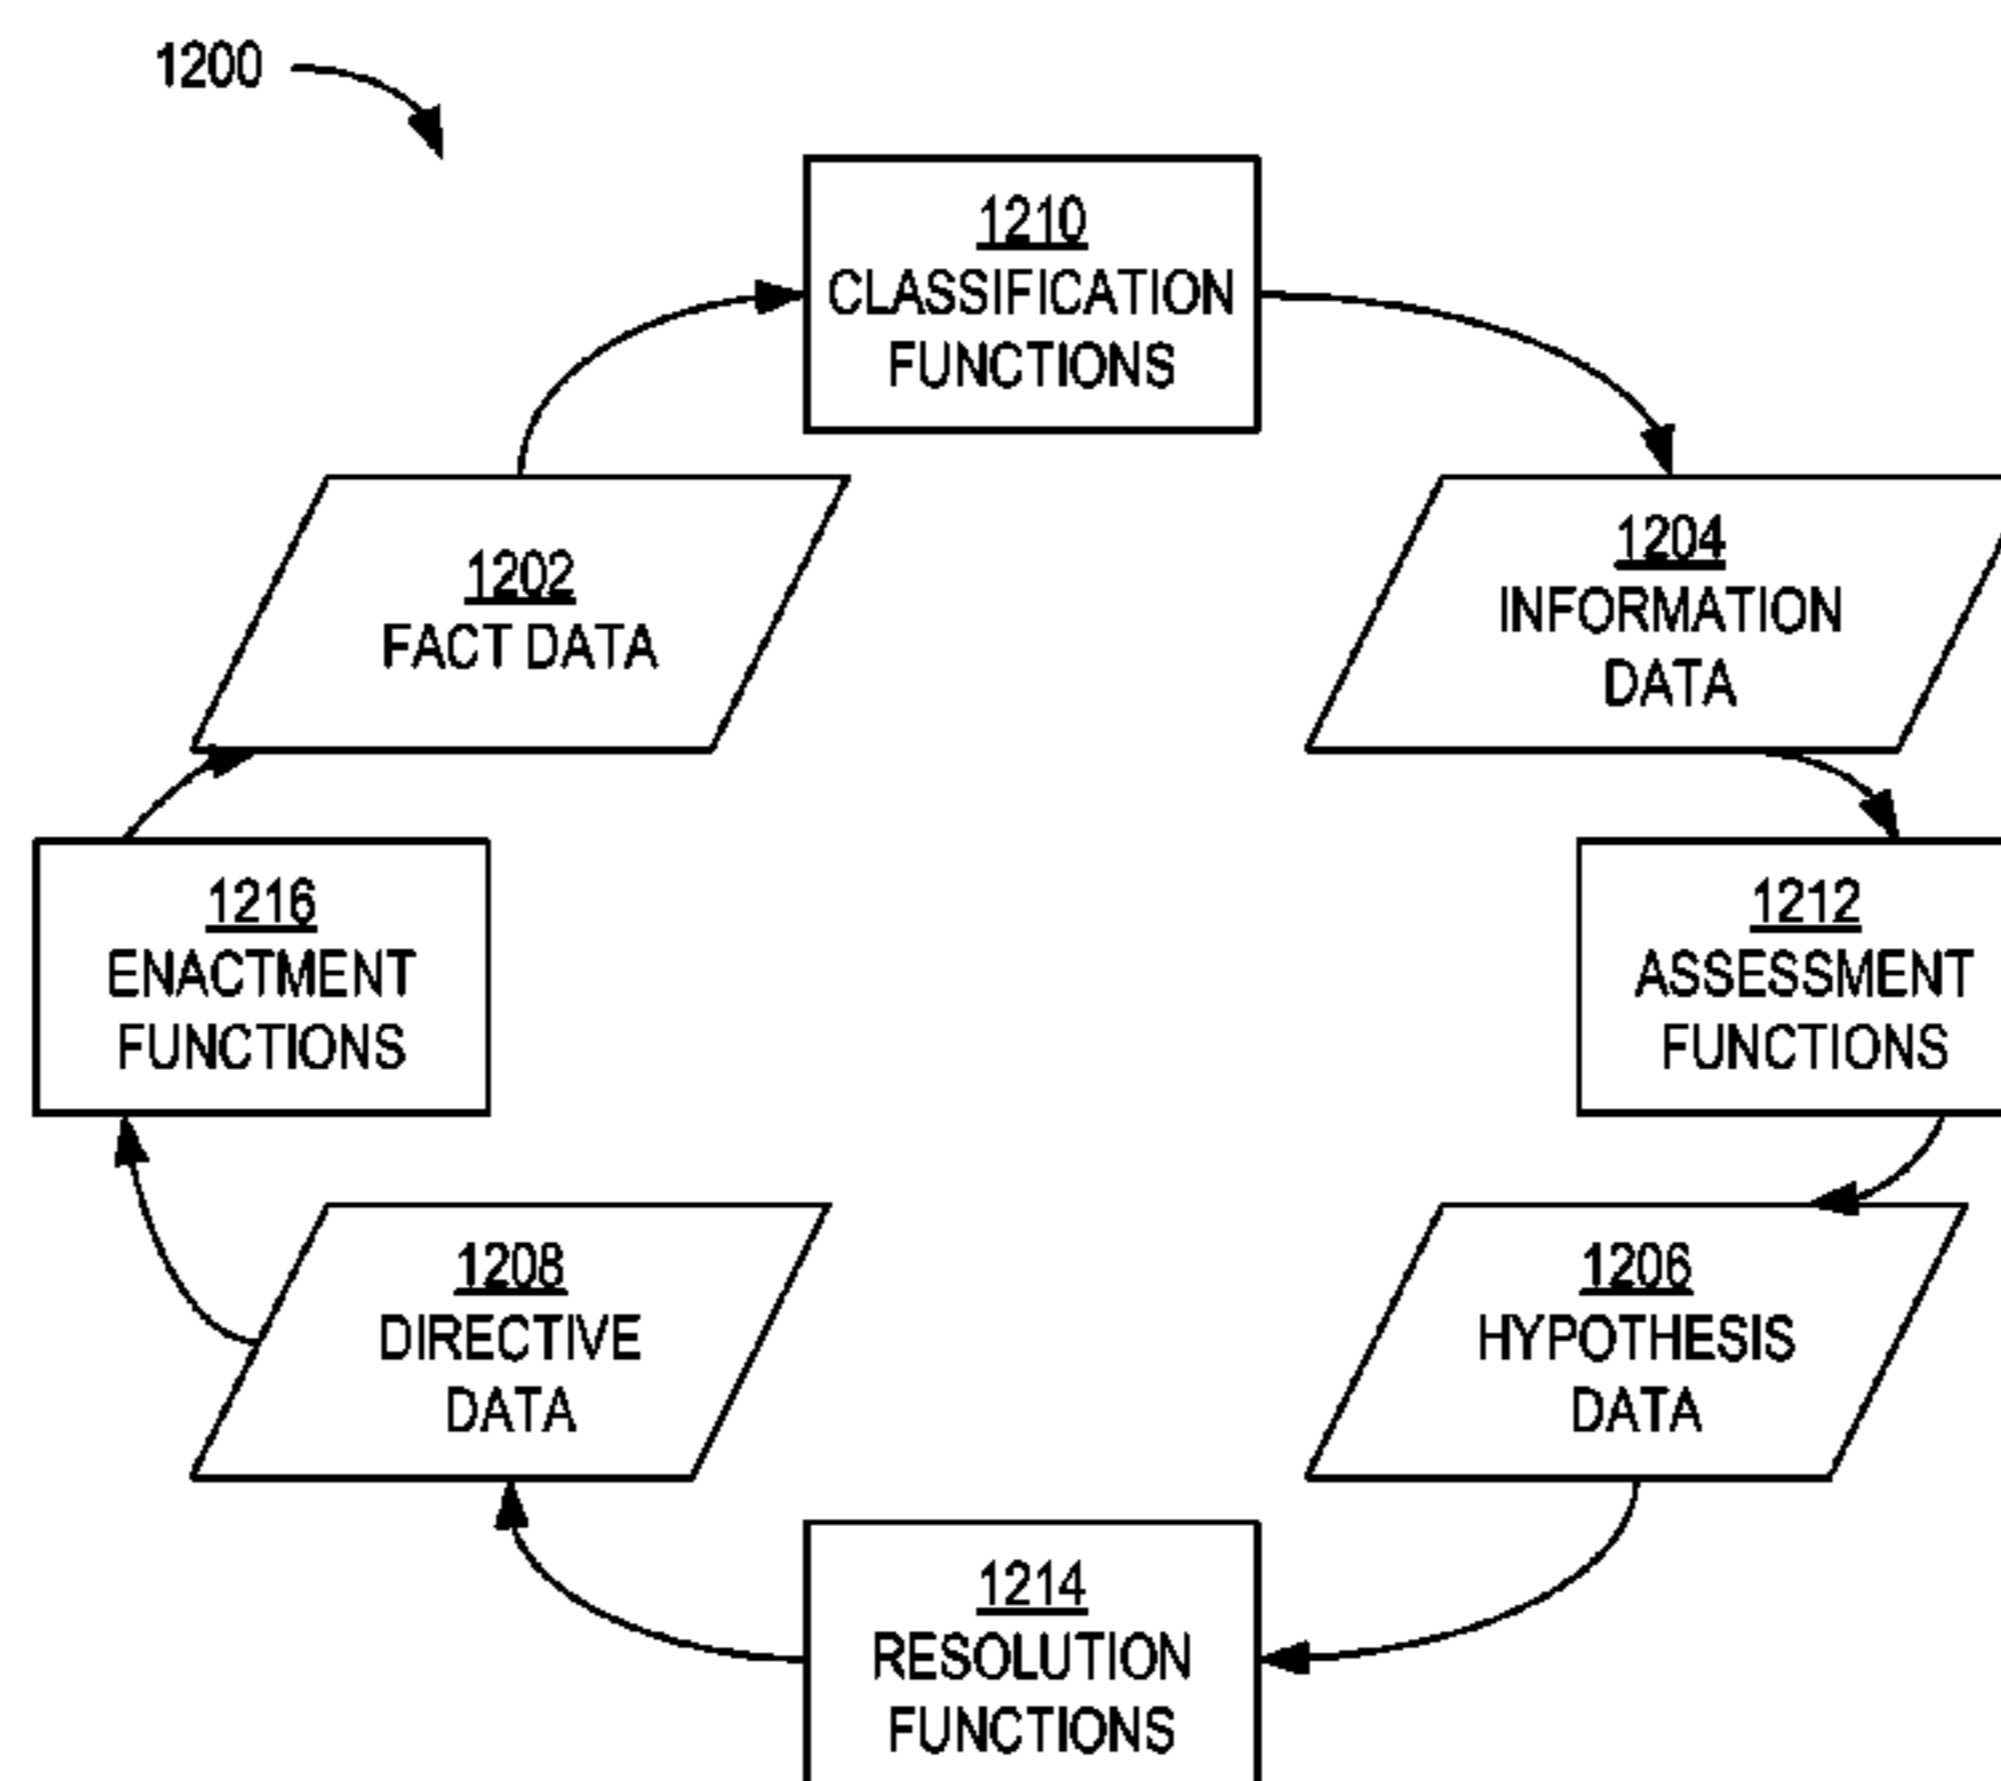 1200
1210
CLASSIFICATION
FUNCTIONS
1202
FACT DATA
1204
INFORMATION
DATA
1216
ENACTMENT
FUNCTIONS
1212
ASSESSMENT
FUNCTIONS
1208
DIRECTIVE
DATA
1206
HYPOTHESIS
DATA
1214
RESOLUTION
FUNCTIONS